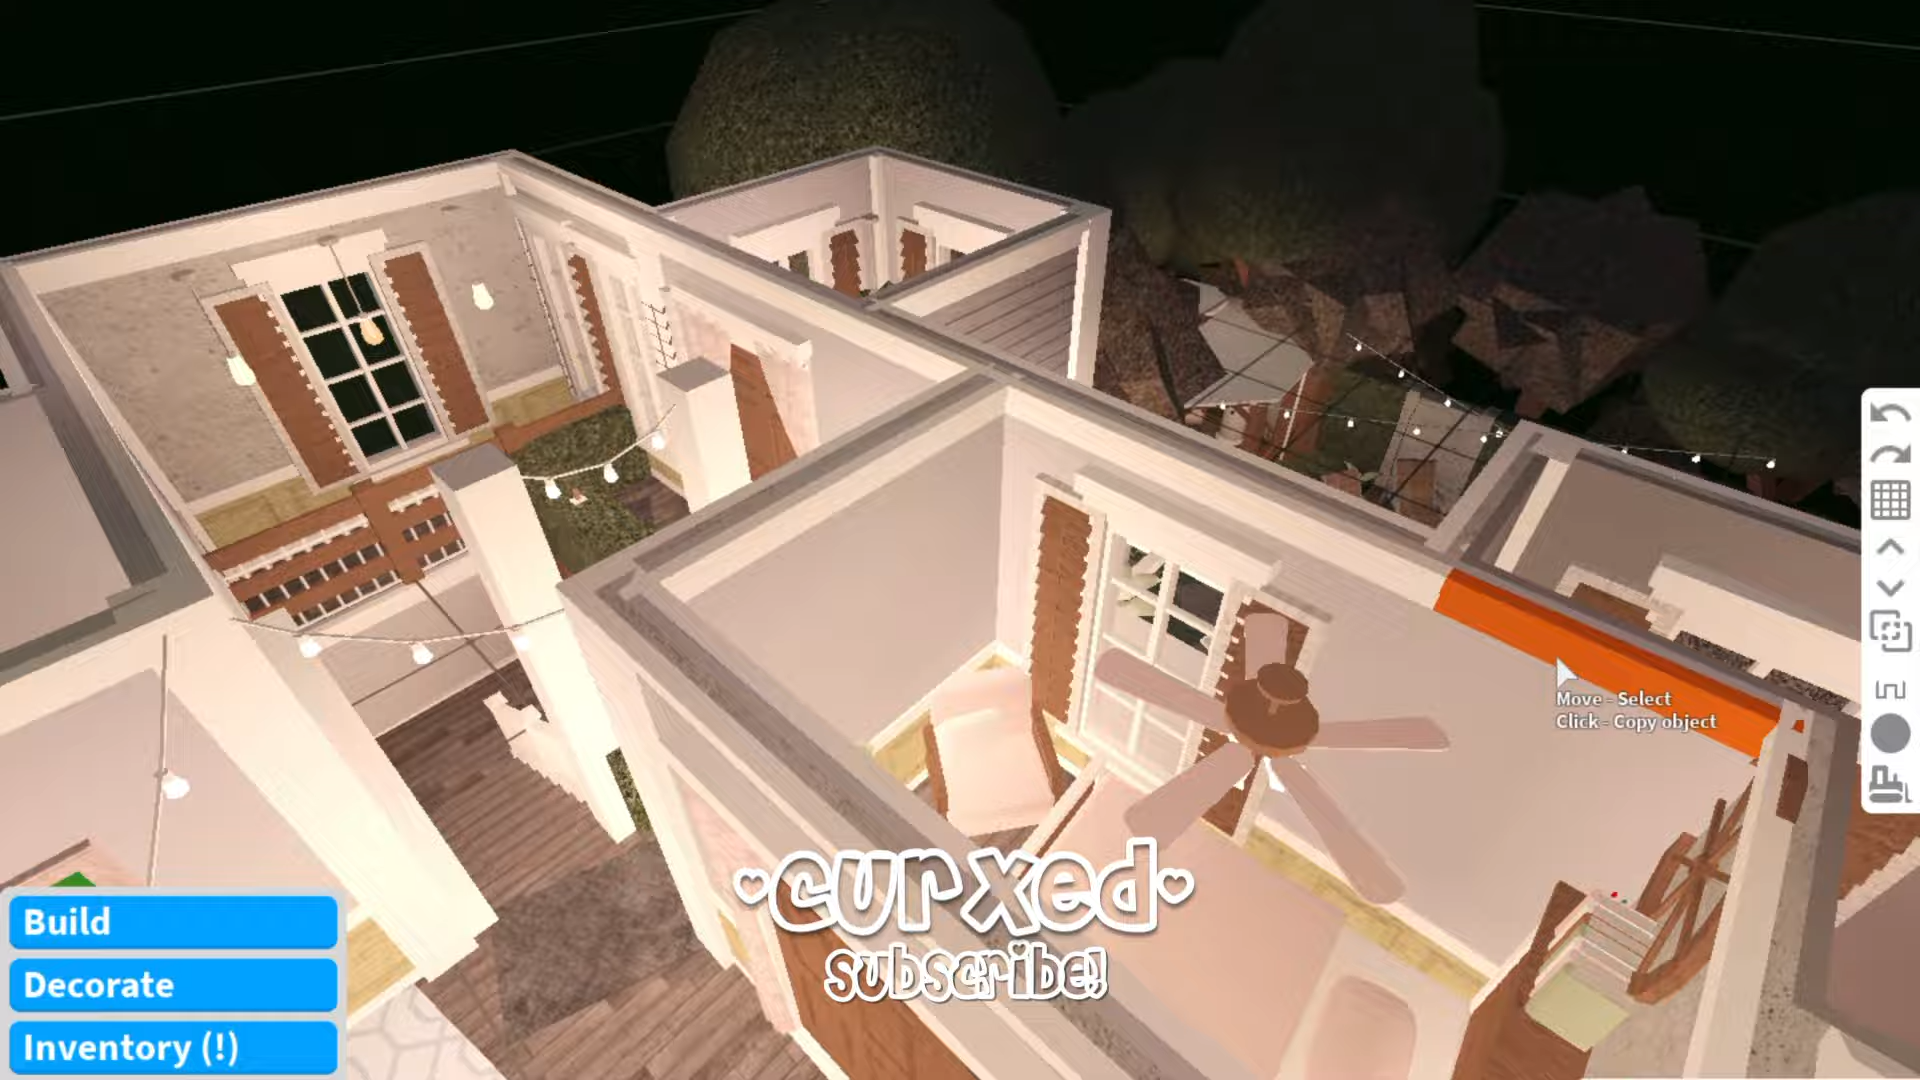 Move - Select
Click - Copy object
•curxed•
subscribe!
Build
Decorate
Inventory (!)